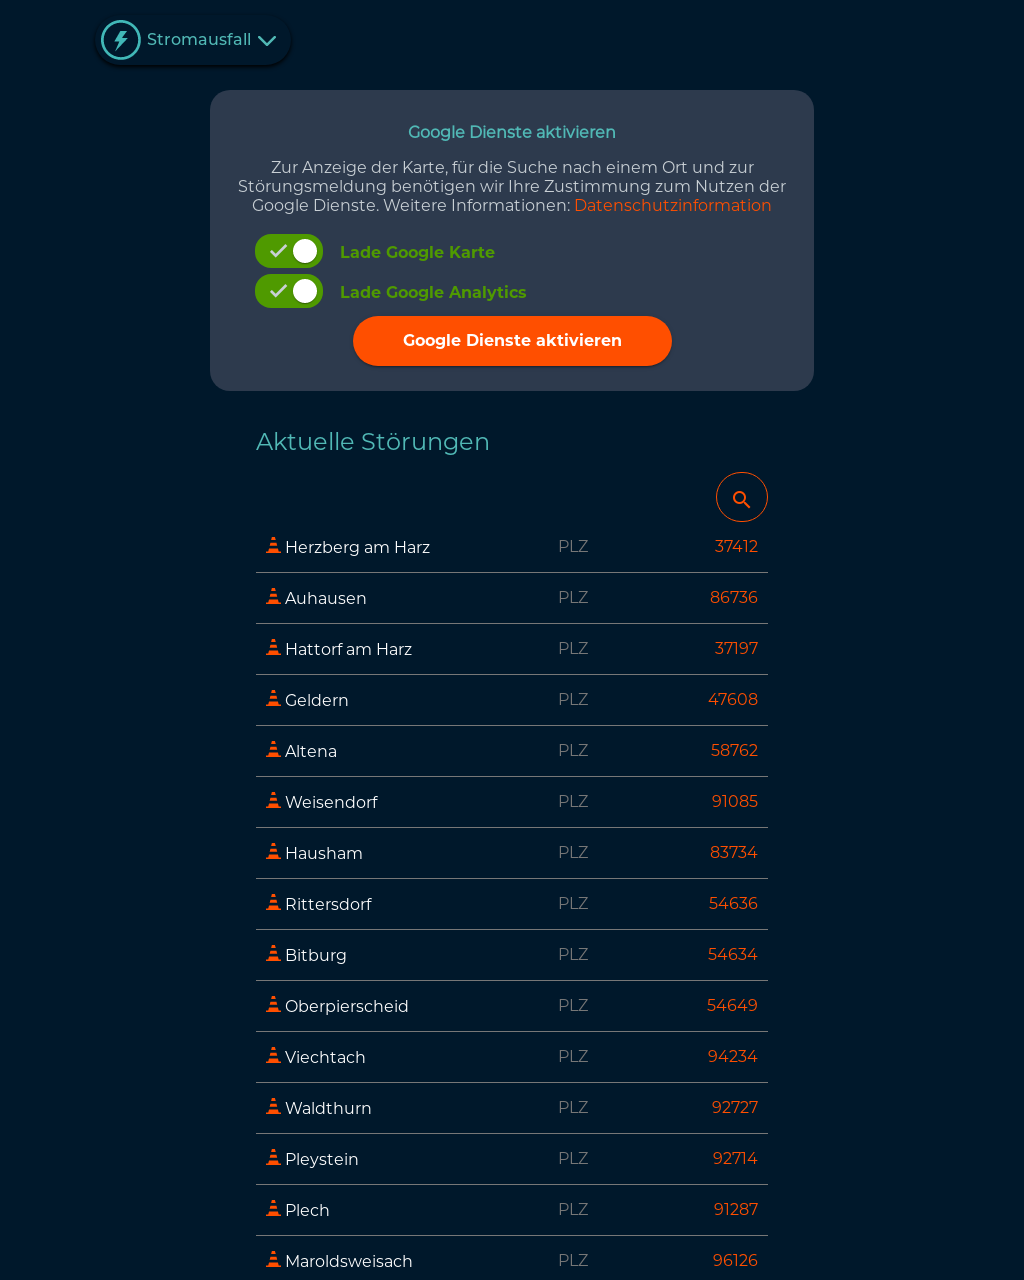 Stromausfall
Google Dienste aktivieren
Zur Anzeige der Karte, für die Suche nach einem Ort und zur
Störungsmeldung benötigen wir Ihre Zustimmung zum Nutzen der
Google Dienste. Weitere Informationen: Datenschutzinformation
Lade Google Karte
Lade Google Analytics
Google Dienste aktivieren
Aktuelle Störungen
Herzberg am Harz PLZ 37412
Auhausen PLZ 86736
Hattorf am Harz PLZ 37197
Geldern PLZ 47608
Altena PLZ 58762
Weisendorf PLZ 91085
Hausham PLZ 83734
Rittersdorf PLZ 54636
Bitburg PLZ 54634
Oberpierscheid PLZ 54649
Viechtach PLZ 94234
Waldthurn PLZ 92727
Pleystein PLZ 92714
Plech PLZ 91287
Maroldsweisach PLZ 96126